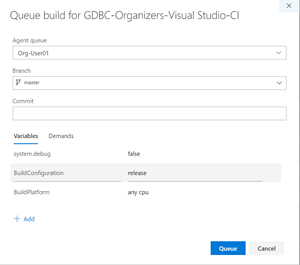 Queue build for GDBC-Organizers-Visual Studio-CI
Agent queue
Org-User01
Branch
master
Commit
Variables Demands
system.debug false
BuildConfiguration release
BuildPlatform any cpu
+ Add
Queue Cancel